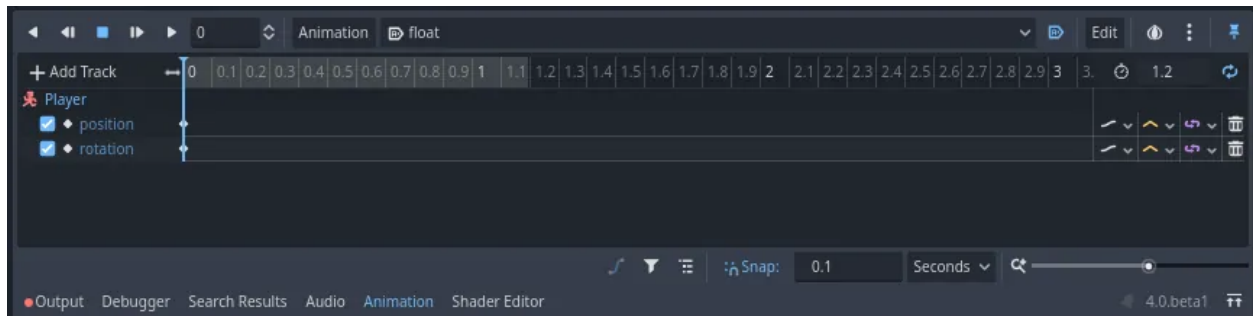 0 Animation float Edit
Add Track 0 0.1 0.2 0.3 0.4 0.5 0.6 0.7 0.8 0.9 1 1.1 1.2 1.3 1.4 1.5 1.6 1.7 1.8 1.9 2 2.1 2.2 2.3 2.4 2.5 2.6 2.7 2.8 2.9 3 3. 1.2
Player
position
rotation
Snap: 0.1 Seconds
Output Debugger Search Results Audio Animation Shader Editor 4.0.beta1